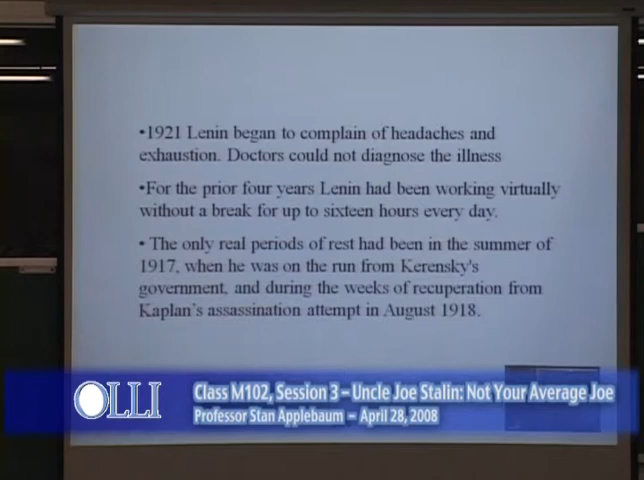 •1921 Lenin began to complain of headaches and
exhaustion. Doctors could not diagnose the illness
•For the prior four years Lenin had been working virtually
without a break for up to sixteen hours every day.
• The only real periods of rest had been in the summer of
1917, when he was on the run from Kerensky's
government, and during the weeks of recuperation from
Kaplan's assassination attempt in August 1918.
OLLI
Class M102, Session 3 – Uncle Joe Stalin: Not Your Average Joe
Professor Stan Applebaum – April 28, 2008